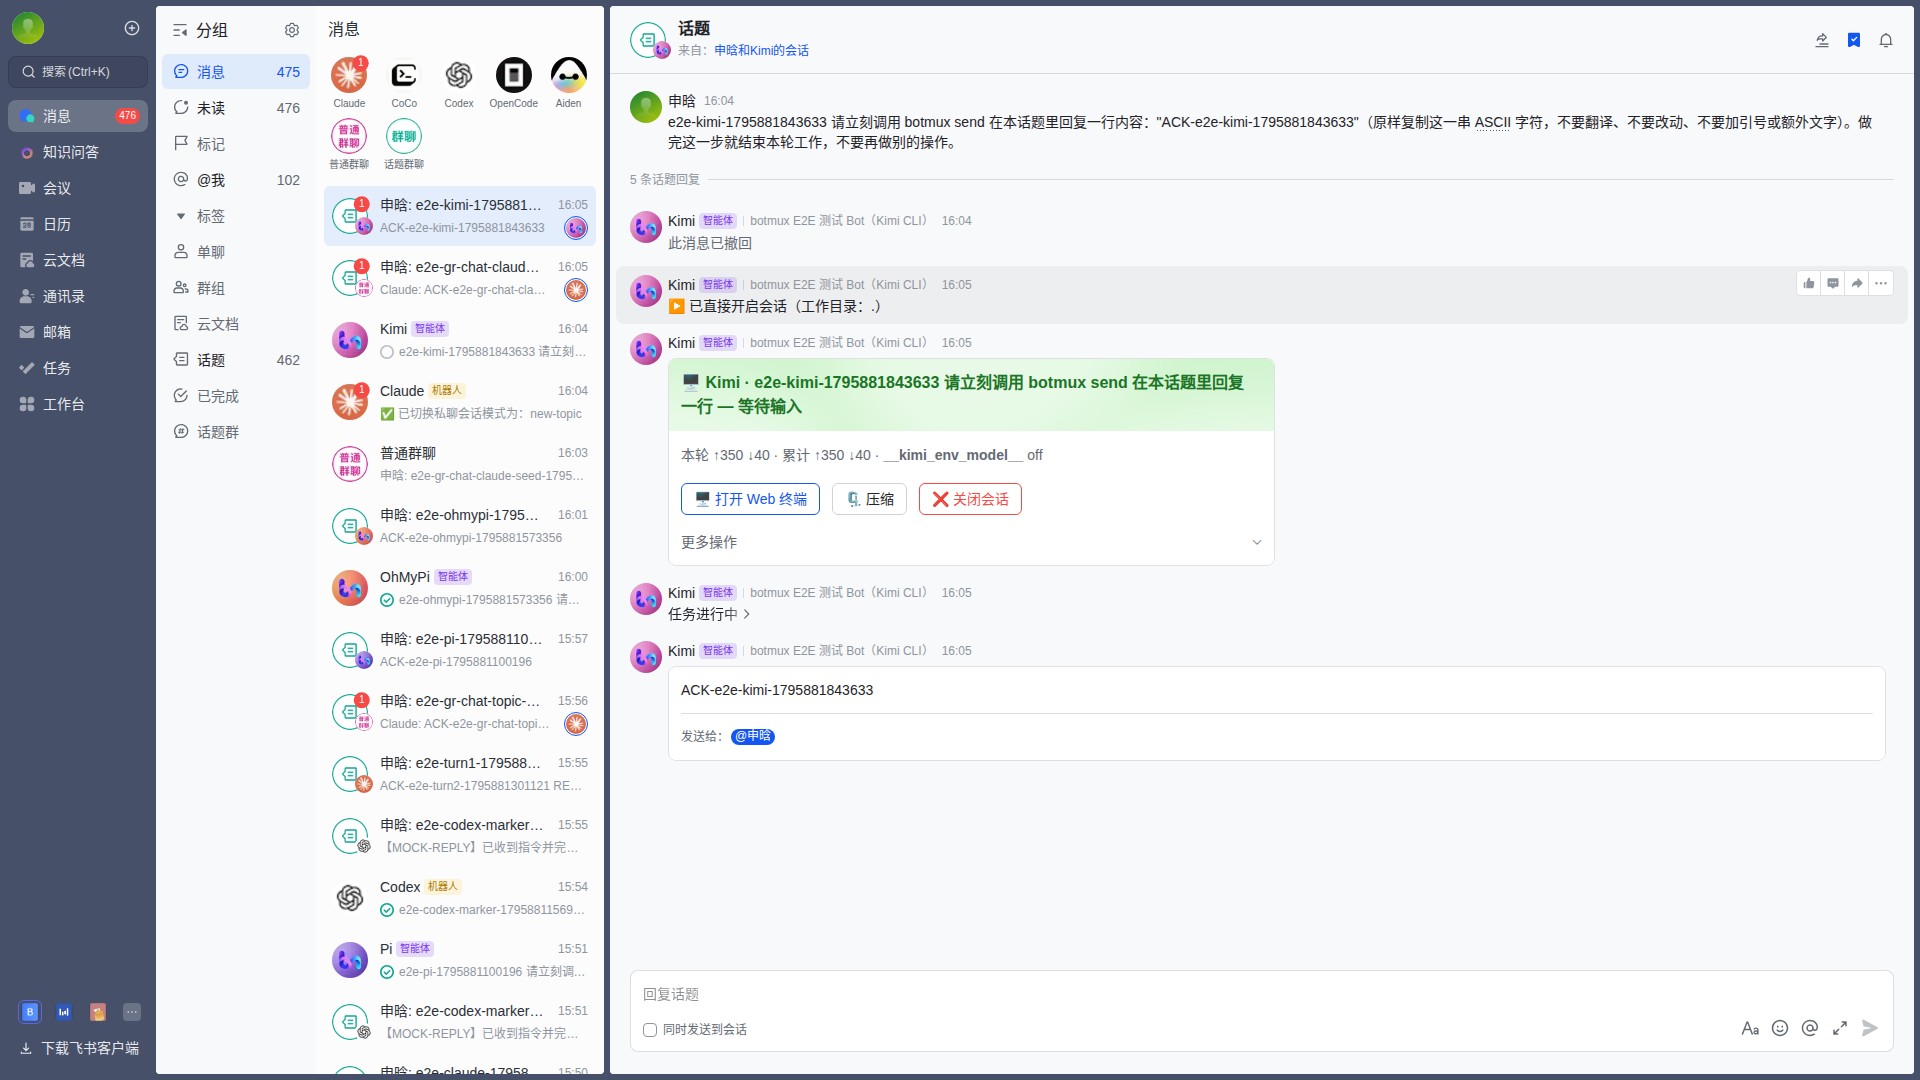 搜索 (Ctrl+K)
消息 476
知识问答
会议
日历
云文档
通讯录
邮箱
任务
工作台
下载飞书客户端
分组
消息 475
未读 476
标记
@我 102
标签
单聊
群组
云文档
话题 462
已完成
话题群
消息
1
Claude CoCo Codex OpenCode Aiden
普通群聊 群聊
普通群聊 话题群聊
1 申晗: e2e-kimi-1795881... 16:05
ACK-e2e-kimi-1795881843633
1 申晗: e2e-gr-chat-claud... 16:05
Claude: ACK-e2e-gr-chat-cla...
Kimi 智能体 16:04
e2e-kimi-1795881843633 请立刻...
1 Claude 机器人 16:04
已切换私聊会话模式为：new-topic
普通群聊 普通群聊 16:03
申晗: e2e-gr-chat-claude-seed-1795...
申晗: e2e-ohmypi-1795... 16:01
ACK-e2e-ohmypi-1795881573356
OhMyPi 智能体 16:00
e2e-ohmypi-1795881573356 请...
申晗: e2e-pi-179588110... 15:57
ACK-e2e-pi-1795881100196
1 申晗: e2e-gr-chat-topic-... 15:56
Claude: ACK-e2e-gr-chat-topi...
申晗: e2e-turn1-179588... 15:55
ACK-e2e-turn2-1795881301121 RE...
申晗: e2e-codex-marker... 15:55
【MOCK-REPLY】已收到指令并完...
Codex 机器人 15:54
e2e-codex-marker-17958811569...
Pi 智能体 15:51
e2e-pi-1795881100196 请立刻调...
申晗: e2e-codex-marker... 15:51
【MOCK-REPLY】已收到指令并完...
申晗: e2e-claude-17958... 15:50
话题
来自：申晗和Kimi的会话
申晗 16:04
e2e-kimi-1795881843633 请立刻调用 botmux send 在本话题里回复一行内容："ACK-e2e-kimi-1795881843633"（原样复制这一串 ASCII 字符，不要翻译、不要改动、不要加引号或额外文字）。做
完这一步就结束本轮工作，不要再做别的操作。
5 条话题回复
Kimi 智能体 botmux E2E 测试 Bot（Kimi CLI） 16:04
此消息已撤回
Kimi 智能体 botmux E2E 测试 Bot（Kimi CLI） 16:05
已直接开启会话（工作目录：.）
Kimi 智能体 botmux E2E 测试 Bot（Kimi CLI） 16:05
Kimi · e2e-kimi-1795881843633 请立刻调用 botmux send 在本话题里回复
一行 — 等待输入
本轮 ↑350 ↓40 · 累计 ↑350 ↓40 · __kimi_env_model__ off
打开 Web 终端 压缩 关闭会话
更多操作
Kimi 智能体 botmux E2E 测试 Bot（Kimi CLI） 16:05
任务进行中
Kimi 智能体 botmux E2E 测试 Bot（Kimi CLI） 16:05
ACK-e2e-kimi-1795881843633
发送给：@申晗
回复话题
同时发送到会话